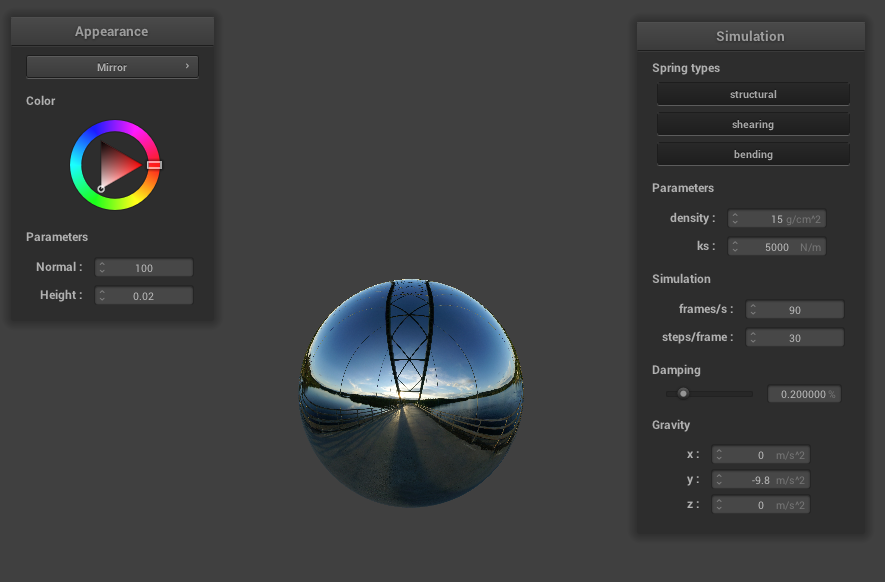 Appearance
Mirror
Color
Parameters
Normal : 100
Height : 0.02
Simulation
Spring types
structural
shearing
bending
Parameters
density : 15 g/cm^2
ks : 5000 N/m
Simulation
frames/s : 90
steps/frame : 30
Damping
0.200000 %
Gravity
x : 0 m/s^2
y : -9.8 m/s^2
z : 0 m/s^2